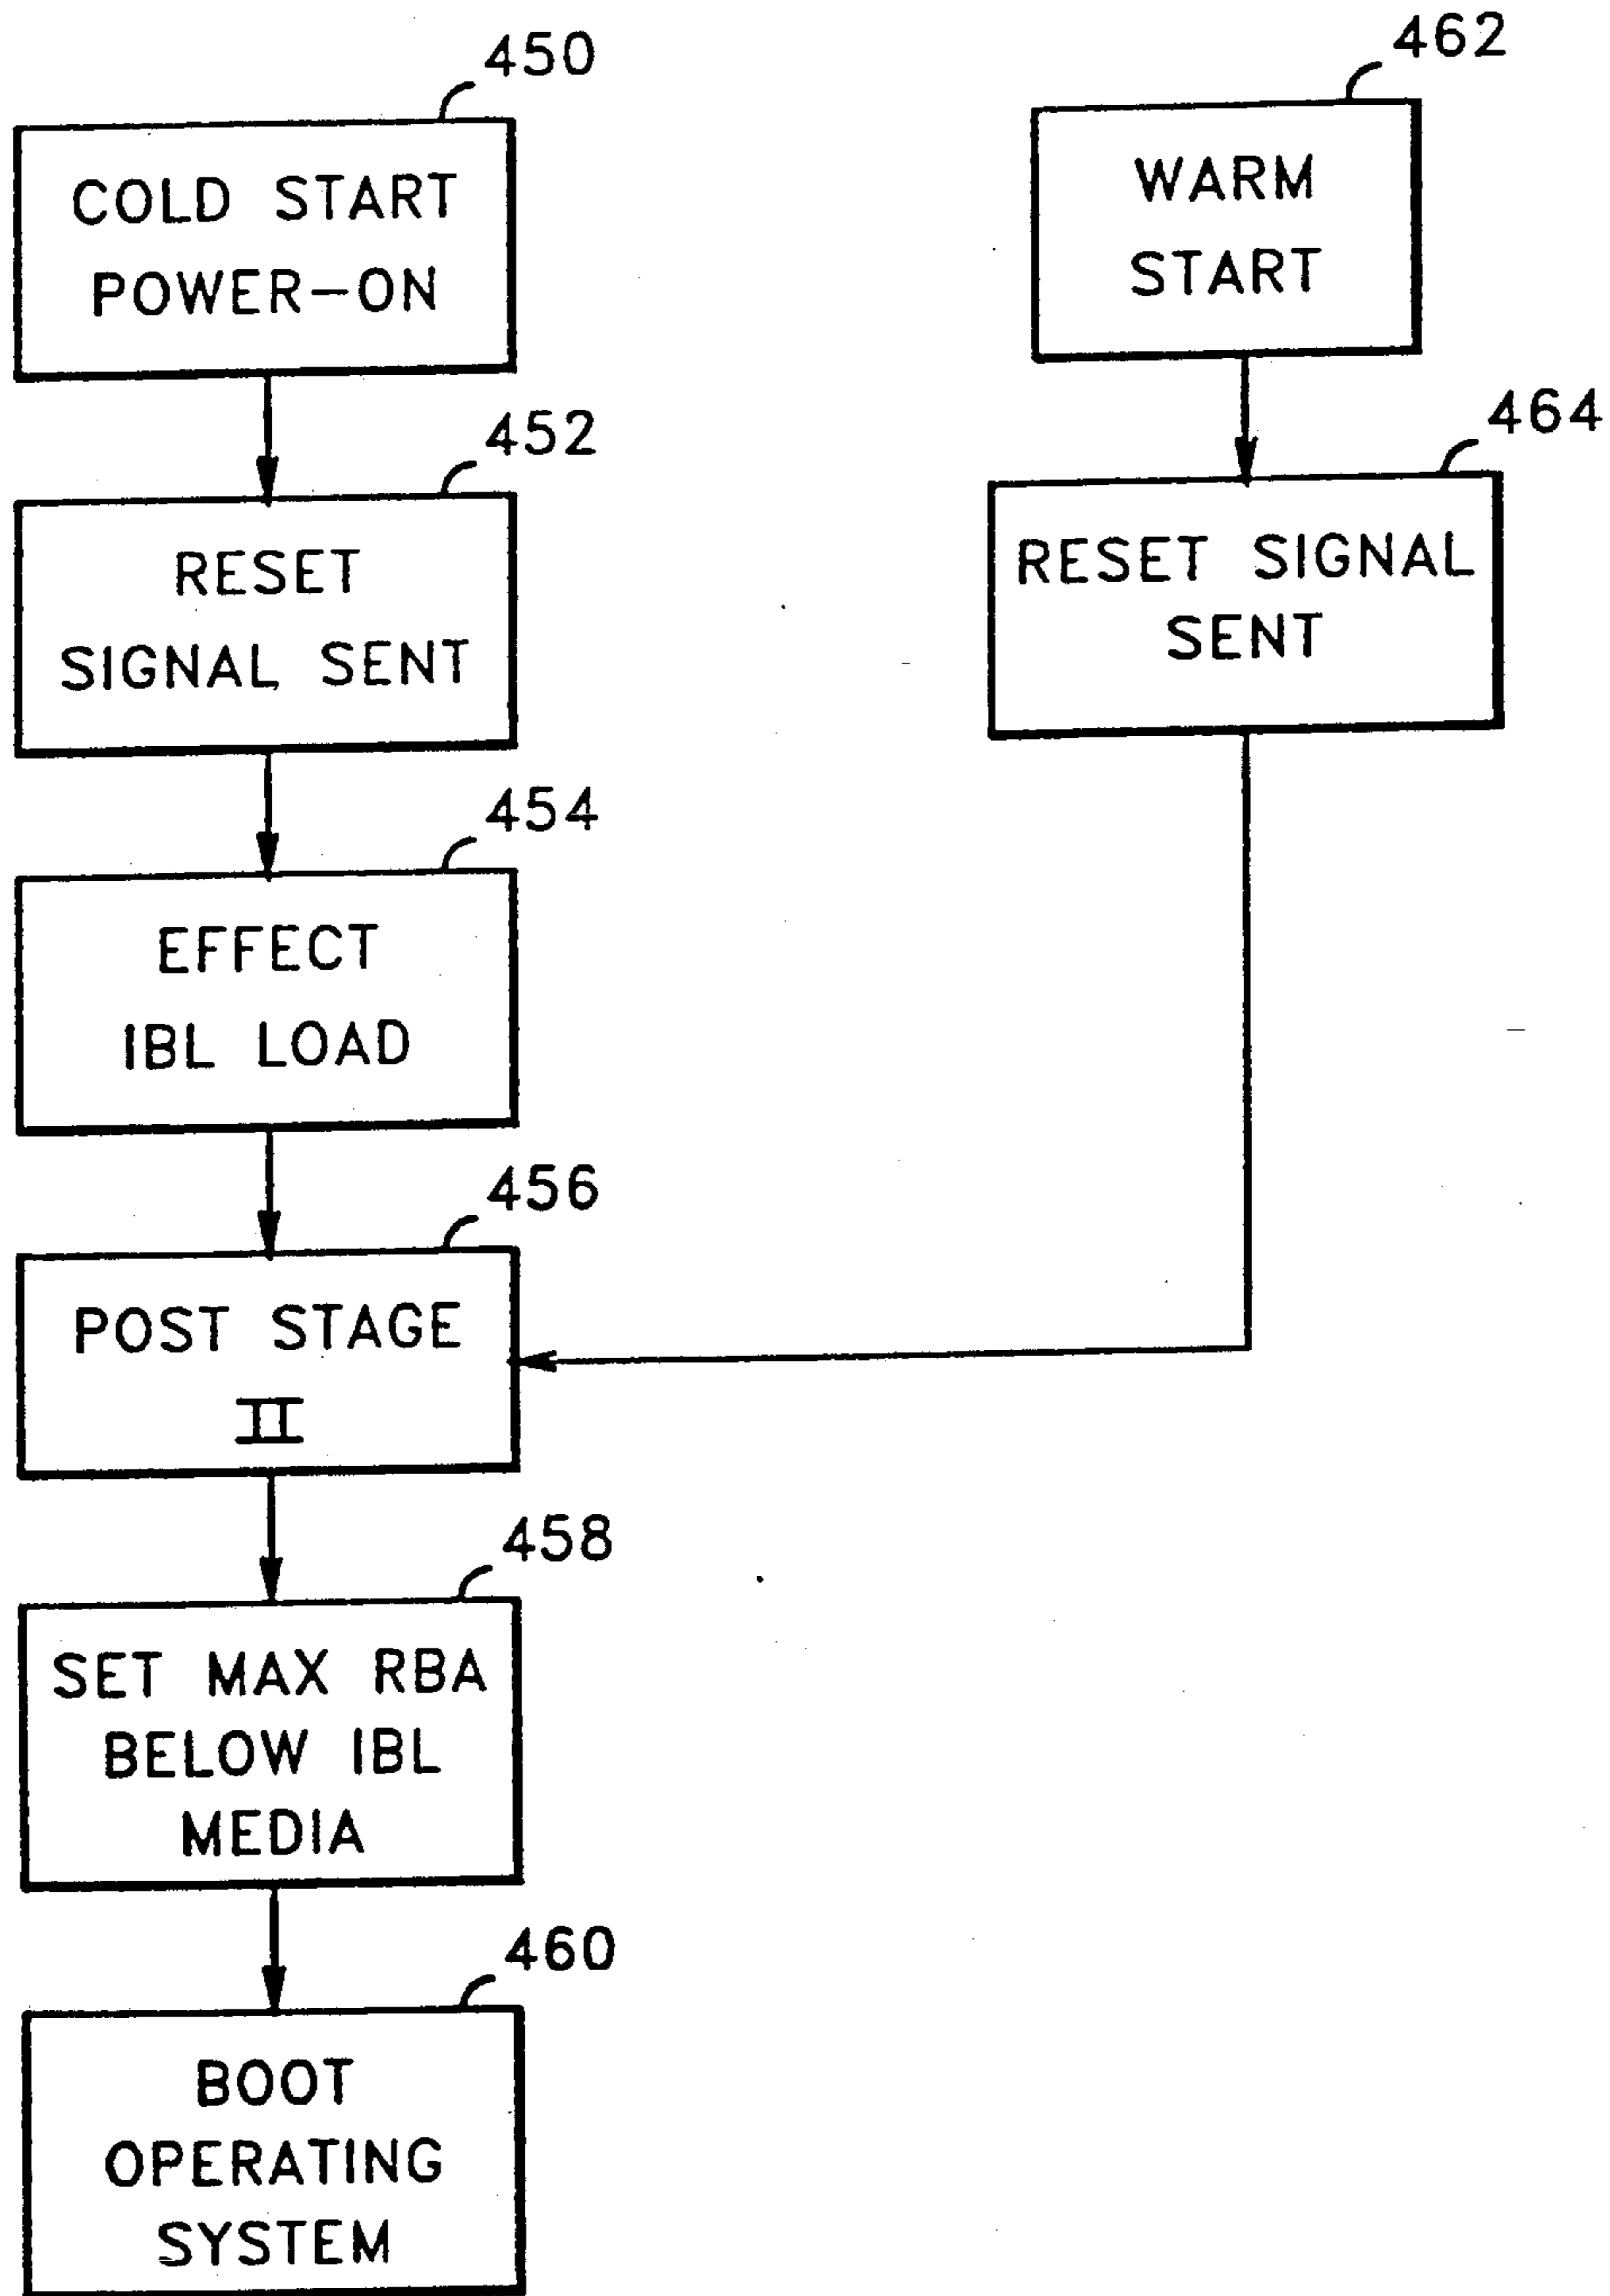 450
COLD START
POWER-ON
452
RESET
SIGNAL SENT
454
EFFECT
IBL LOAD
456
POST STAGE
II
458
SET MAX RBA
BELOW IBL
MEDIA
460
BOOT
OPERATING
SYSTEM
462
WARM
START
464
RESET SIGNAL
SENT